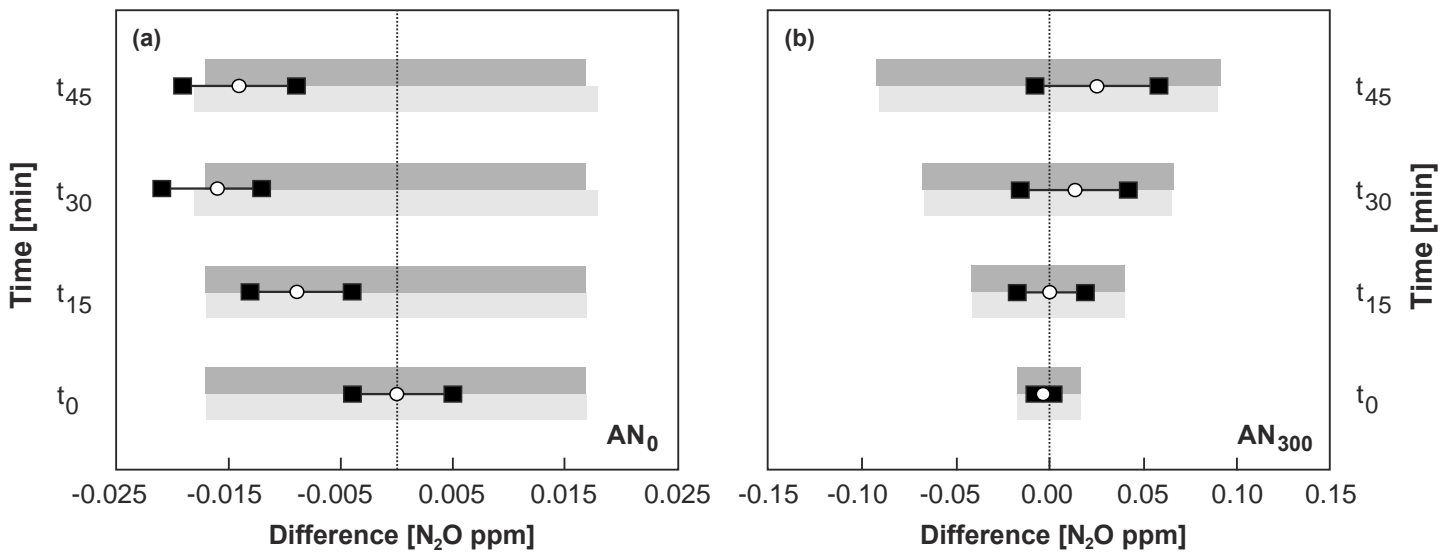 (a)
Time [min]
t45
t30
t15
t0
AN0
-0.025 -0.015 -0.005 0.005 0.015 0.025
Difference [N2O ppm]
(b)
t45
t30
t15
t0
Time [min]
AN300
-0.15 -0.10 -0.05 0.00 0.05 0.10 0.15
Difference [N2O ppm]